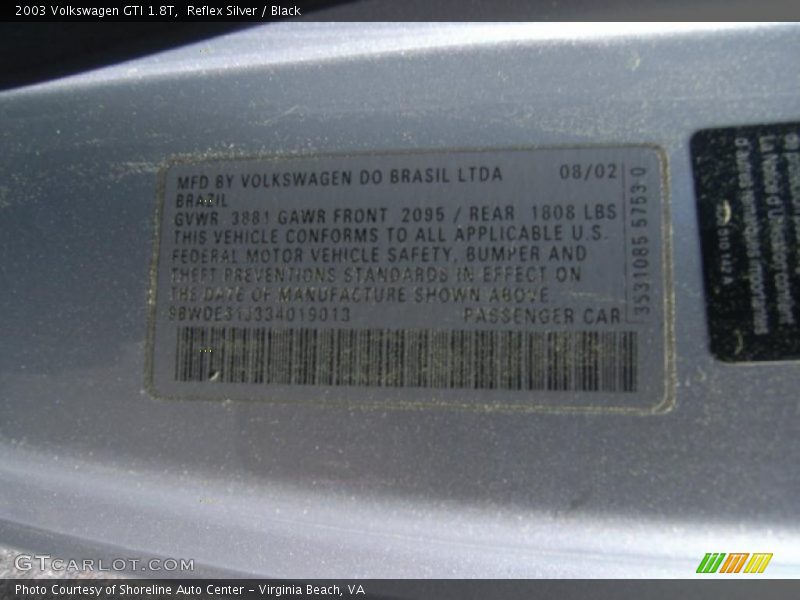 2003 Volkswagen GTI 1.8T, Reflex Silver / Black
MFD BY VOLKSWAGEN DO BRASIL LTDA 08/02
BRAZIL
GVWR 3881 GAWR FRONT 2095 / REAR 1808 LBS
THIS VEHICLE CONFORMS TO ALL APPLICABLE U.S.
FEDERAL MOTOR VEHICLE SAFETY, BUMPER AND
THEFT PREVENTIONS STANDARDS IN EFFECT ON
THE DATE OF MANUFACTURE SHOWN ABOVE
9BWDE31J334019013 PASSENGER CAR
3531085 5753 0
GTCARLOT.COM
Photo Courtesy of Shoreline Auto Center - Virginia Beach, VA